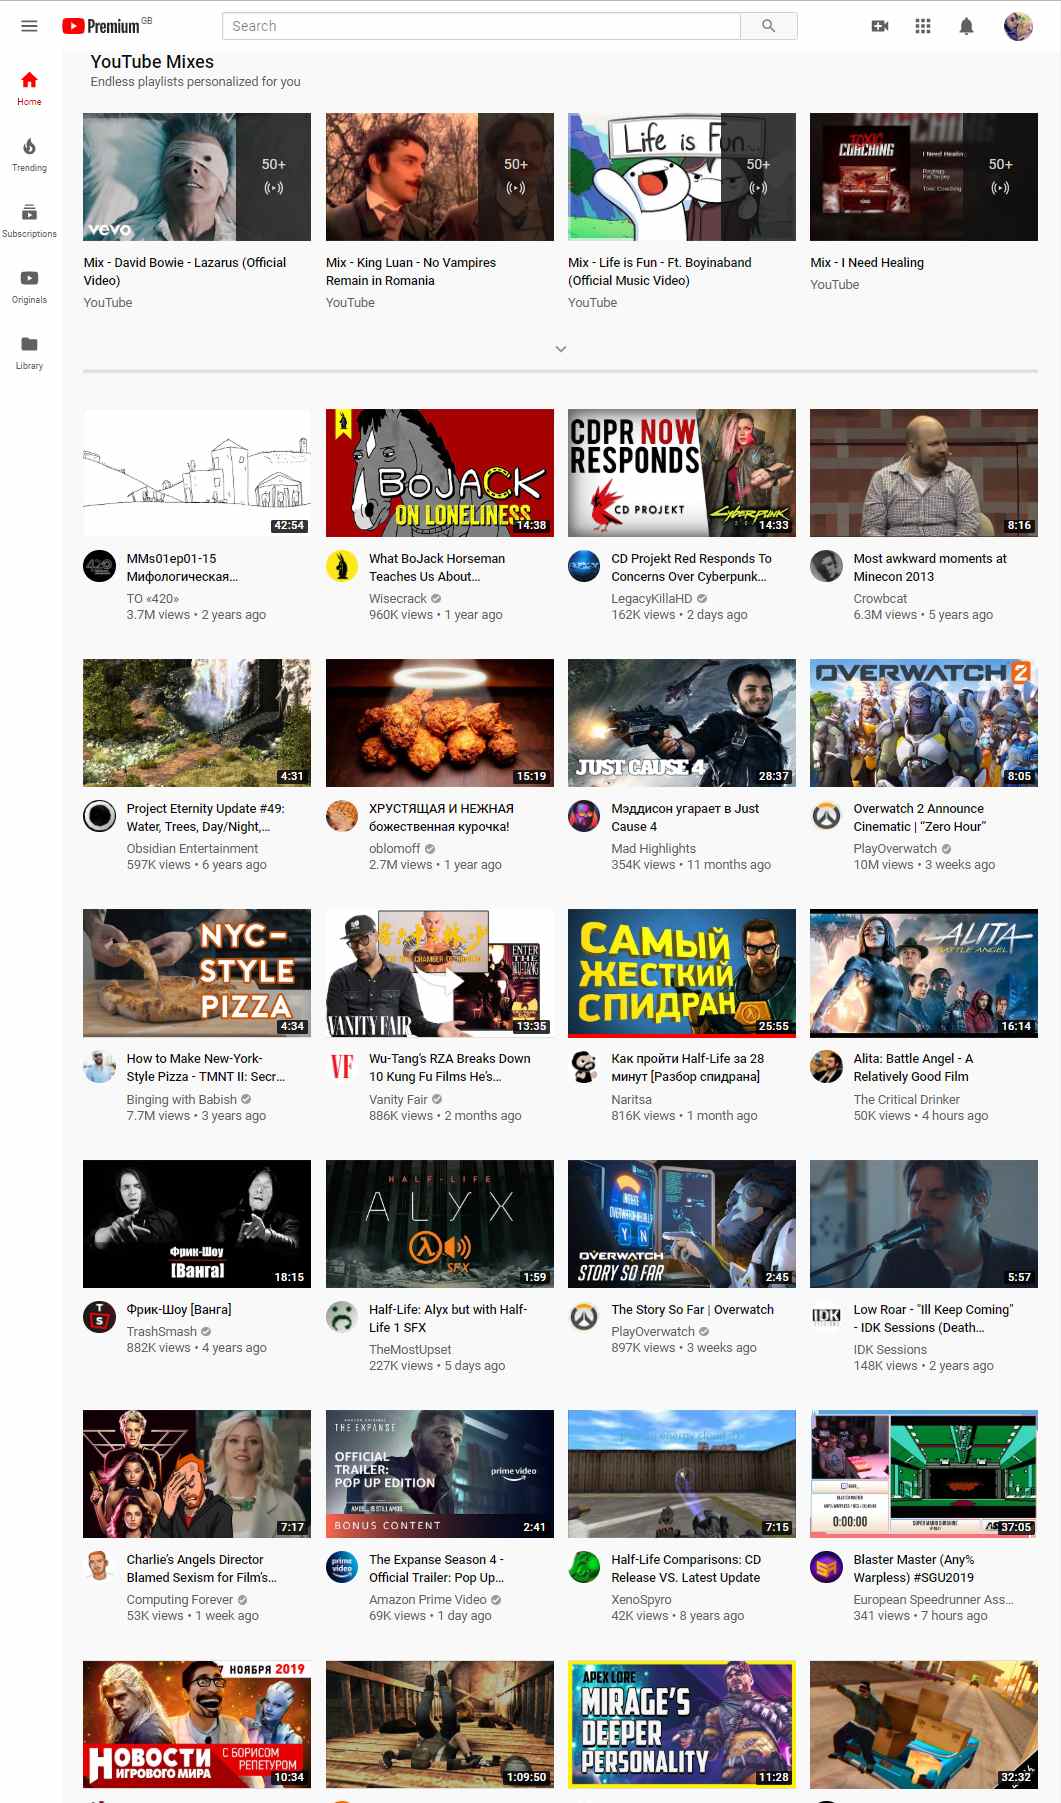 Premium GB
Search
Home
Trending
Subscriptions
Originals
Library
YouTube Mixes
Endless playlists personalized for you
vevo
50+
50+
Life is Fun...
50+
TOXIC
COACHING
I Need Healin.
Toxic Coaching
50+
Mix - David Bowie - Lazarus (Official
Video)
YouTube
Mix - King Luan - No Vampires
Remain in Romania
YouTube
Mix - Life is Fun - Ft. Boyinaband
(Official Music Video)
YouTube
Mix - I Need Healing
YouTube
42:54
BOJACK
ON LONELINESS
14:38
CDPR NOW
RESPONDS
CD PROJEKT
Cyberpunk
14:33
8:16
MMs01ep01-15
Мифологическая...
ТО «420»
3.7M views • 2 years ago
What BoJack Horseman
Teaches Us About...
Wisecrack
960K views • 1 year ago
CD Projekt Red Responds To
Concerns Over Cyberpunk...
LegacyKillaHD
162K views • 2 days ago
Most awkward moments at
Minecon 2013
Crowbcat
6.3M views • 5 years ago
4:31
15:19
JUST CAUSE 4
28:37
OVERWATCH 2
8:05
Project Eternity Update #49:
Water, Trees, Day/Night,...
Obsidian Entertainment
597K views • 6 years ago
ХРУСТЯЩАЯ И НЕЖНАЯ
божественная курочка!
oblomoff
2.7M views • 1 year ago
Мэддисон угарает в Just
Cause 4
Mad Highlights
354K views • 11 months ago
Overwatch 2 Announce
Cinematic | “Zero Hour”
PlayOverwatch
10M views • 3 weeks ago
NYC-
STYLE
PIZZA
4:34
ENTER
THE
WU-TANG
VANITY FAIR
13:35
САМЫЙ
ЖЕСТКИЙ
СПИДРАН
25:55
ALITA
BATTLE ANGEL
16:14
How to Make New-York-
Style Pizza - TMNT II: Secr...
Binging with Babish
7.7M views • 3 years ago
VF
Wu-Tang's RZA Breaks Down
10 Kung Fu Films He's...
Vanity Fair
886K views • 2 months ago
Как пройти Half-Life за 28
минут [Разбор спидрана]
Naritsa
816K views • 1 month ago
Alita: Battle Angel - A
Relatively Good Film
The Critical Drinker
50K views • 4 hours ago
Фрик-Шоу
[Ванга]
18:15
HALF-LIFE
ALYX
SFX
1:59
Y N
OVERWATCH
STORY SO FAR
2:45
5:57
TS
Фрик-Шоу [Ванга]
TrashSmash
882K views • 4 years ago
Half-Life: Alyx but with Half-
Life 1 SFX
TheMostUpset
227K views • 5 days ago
The Story So Far | Overwatch
PlayOverwatch
897K views • 3 weeks ago
IDK
SESSIONS
Low Roar - "Ill Keep Coming"
- IDK Sessions (Death...
IDK Sessions
148K views • 2 years ago
7:17
THE EXPANSE
OFFICIAL
TRAILER:
POP UP EDITION
prime video
BONUS CONTENT
2:41
7:15
0:00:00
37:05
Charlie's Angels Director
Blamed Sexism for Film's...
Computing Forever
53K views • 1 week ago
prime
video
The Expanse Season 4 -
Official Trailer: Pop Up...
Amazon Prime Video
69K views • 1 day ago
Half-Life Comparisons: CD
Release VS. Latest Update
XenoSpyro
42K views • 8 years ago
Blaster Master (Any%
Warpless) #SGU2019
European Speedrunner Ass...
341 views • 7 hours ago
7 НОЯБРЯ 2019
НОВОСТИ
ИГРОВОГО МИРА
С БОРИСОМ
РЕПЕТУРОМ
10:34
1:09:50
APEX LORE
MIRAGE'S
DEEPER
PERSONALITY
11:28
32:32